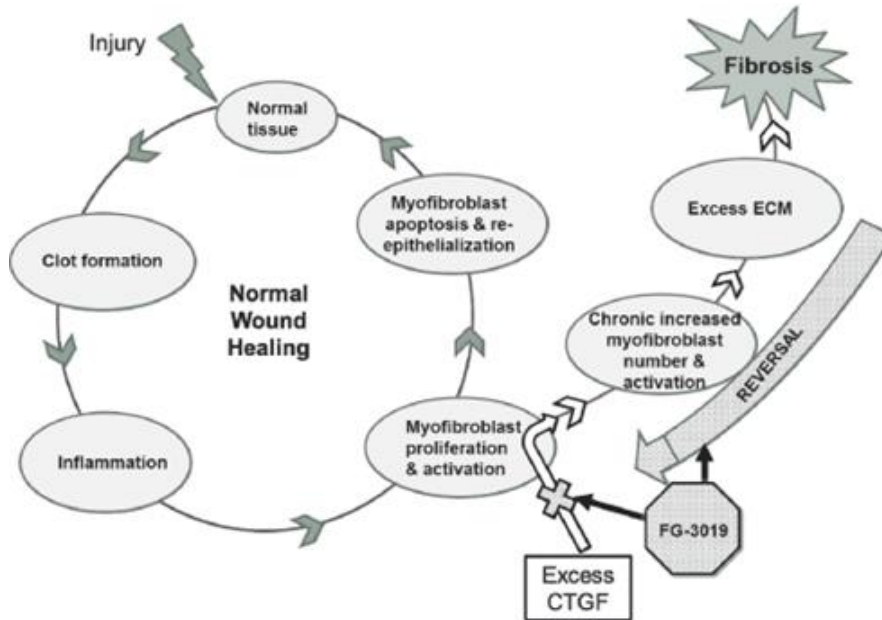 Injury
Normal
tissue
Fibrosis
Myofibroblast
apoptosis & re-
epithelialization
Excess ECM
Clot formation
Normal
Wound
Healing
Chronic increased
myofibroblast
number &
activation
REVERSAL
Myofibroblast
proliferation
& activation
Inflammation
FG-3019
Excess
CTGF